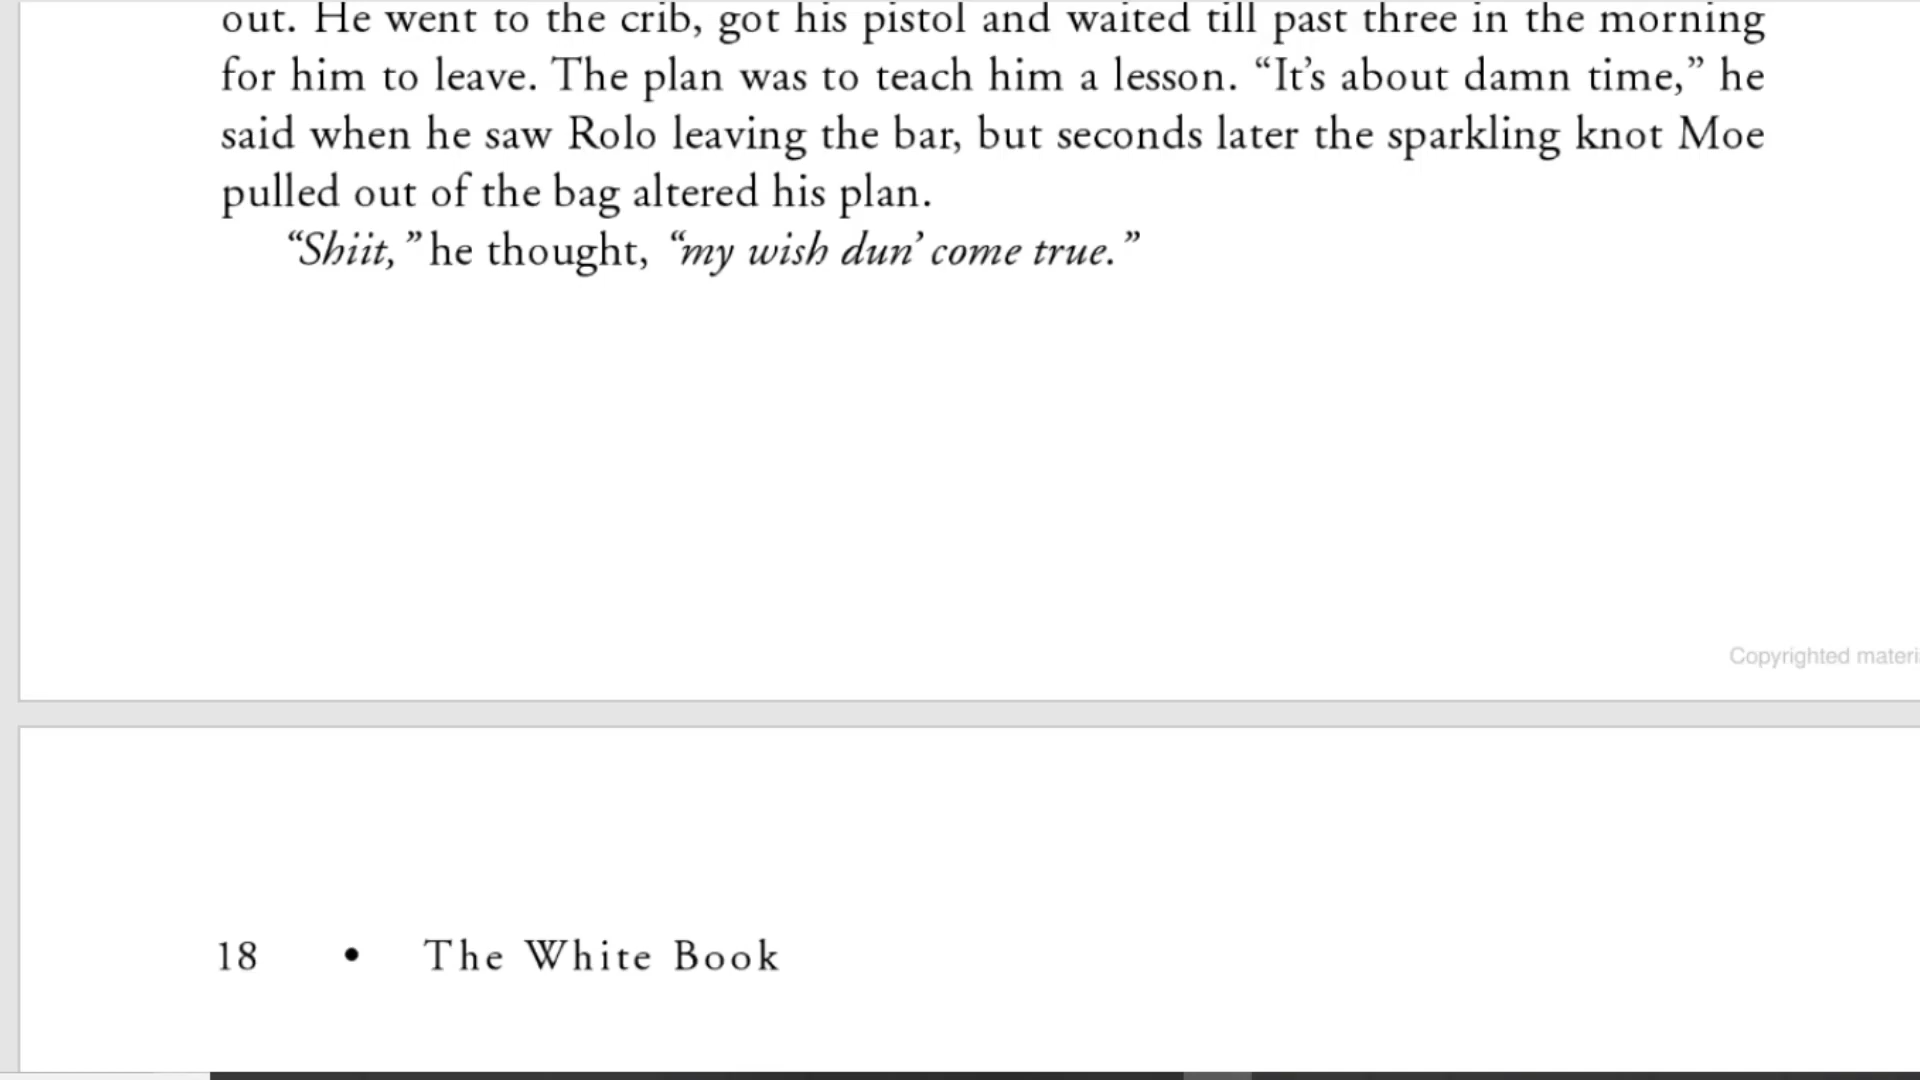 out. He went to the crib, got his pistol and waited till past three in the morning
for him to leave. The plan was to teach him a lesson. “It’s about damn time,” he
said when he saw Rolo leaving the bar, but seconds later the sparkling knot Moe
pulled out of the bag altered his plan.
“Shiit,” he thought, “my wish dun’ come true.”
Copyrighted materi
18 • The White Book